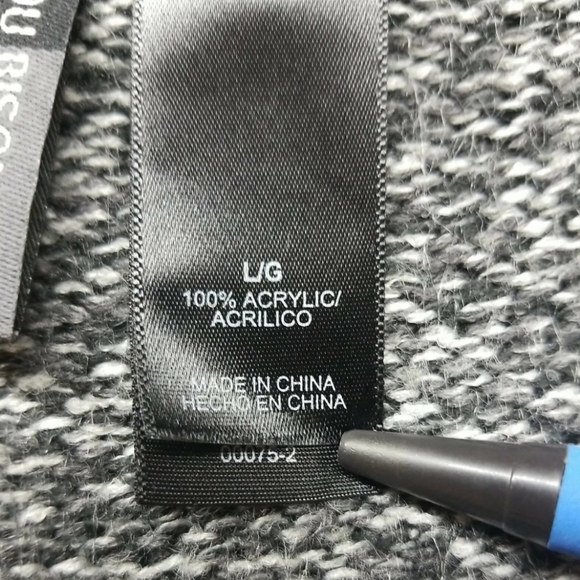 L/G
100% ACRYLIC/
ACRILICO
MADE IN CHINA
HECHO EN CHINA
00075-2